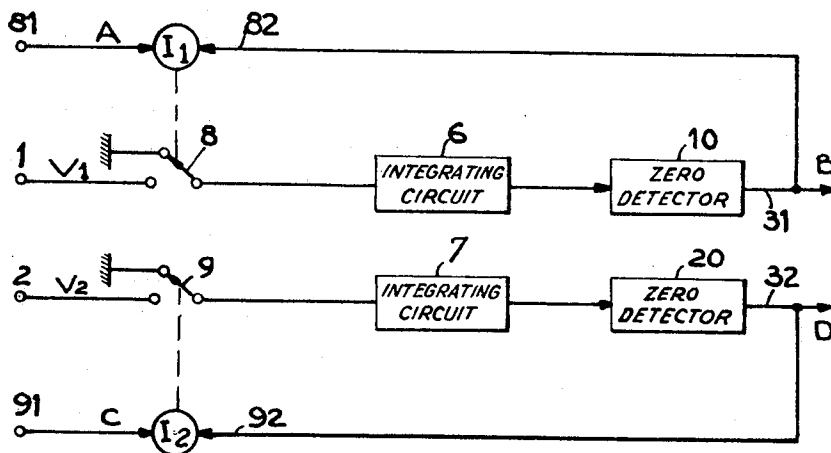 81 A I1 82
1 V1 8 6 INTEGRATING CIRCUIT 10 ZERO DETECTOR 31 B
2 V2 9 7 INTEGRATING CIRCUIT 20 ZERO DETECTOR 32 D
91 C I2 92